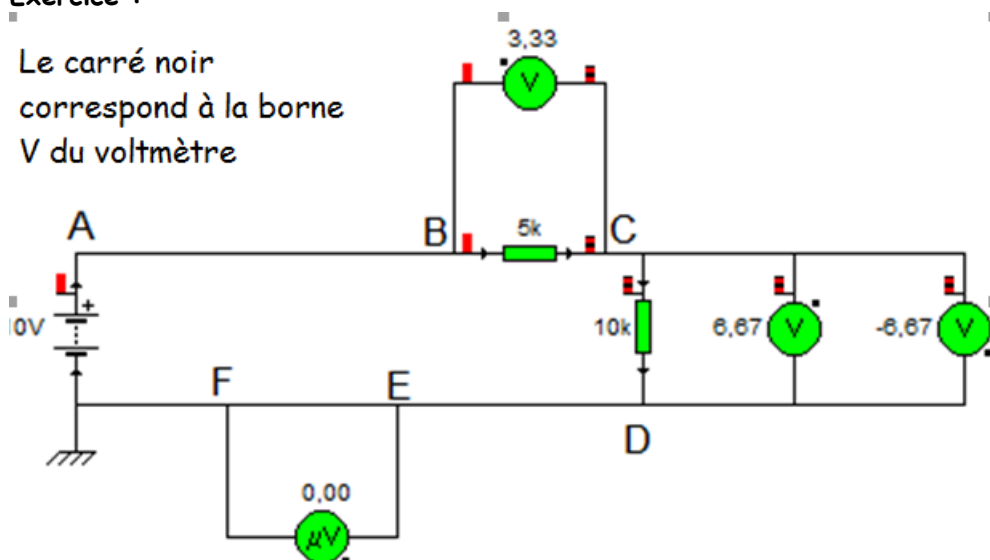 Exercice :
3,33
Le carré noir
V
correspond à la borne
V du voltmètre
A
B
5k
C
+
0V
10k
6,67
V
-6,67
V
F
E
D
0,00
µV